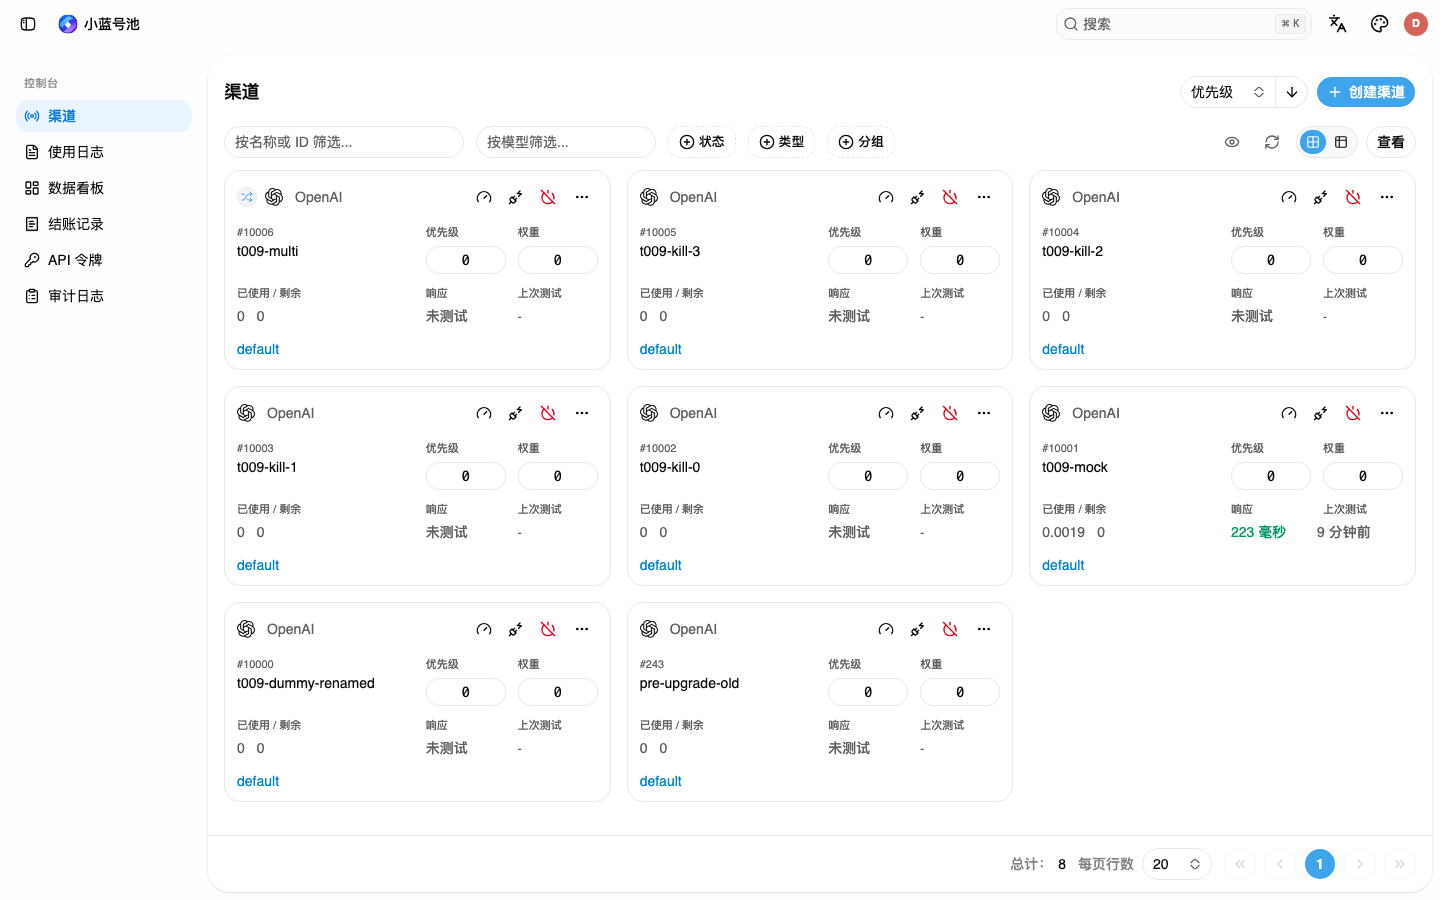 小蓝号池
搜索
⌘ K
D
控制台
渠道
使用日志
数据看板
结账记录
API 令牌
审计日志
渠道
优先级
创建渠道
按名称或 ID 筛选...
按模型筛选...
状态
类型
分组
查看
OpenAI
#10006
t009-multi
优先级
权重
0
0
已使用 / 剩余
响应
上次测试
0 0
未测试
-
default
OpenAI
#10005
t009-kill-3
优先级
权重
0
0
已使用 / 剩余
响应
上次测试
0 0
未测试
-
default
OpenAI
#10004
t009-kill-2
优先级
权重
0
0
已使用 / 剩余
响应
上次测试
0 0
未测试
-
default
OpenAI
#10003
t009-kill-1
优先级
权重
0
0
已使用 / 剩余
响应
上次测试
0 0
未测试
-
default
OpenAI
#10002
t009-kill-0
优先级
权重
0
0
已使用 / 剩余
响应
上次测试
0 0
未测试
-
default
OpenAI
#10001
t009-mock
优先级
权重
0
0
已使用 / 剩余
响应
上次测试
0.0019 0
223 毫秒
9 分钟前
default
OpenAI
#10000
t009-dummy-renamed
优先级
权重
0
0
已使用 / 剩余
响应
上次测试
0 0
未测试
-
default
OpenAI
#243
pre-upgrade-old
优先级
权重
0
0
已使用 / 剩余
响应
上次测试
0 0
未测试
-
default
总计： 8 每页行数 20 « ‹ 1 › »